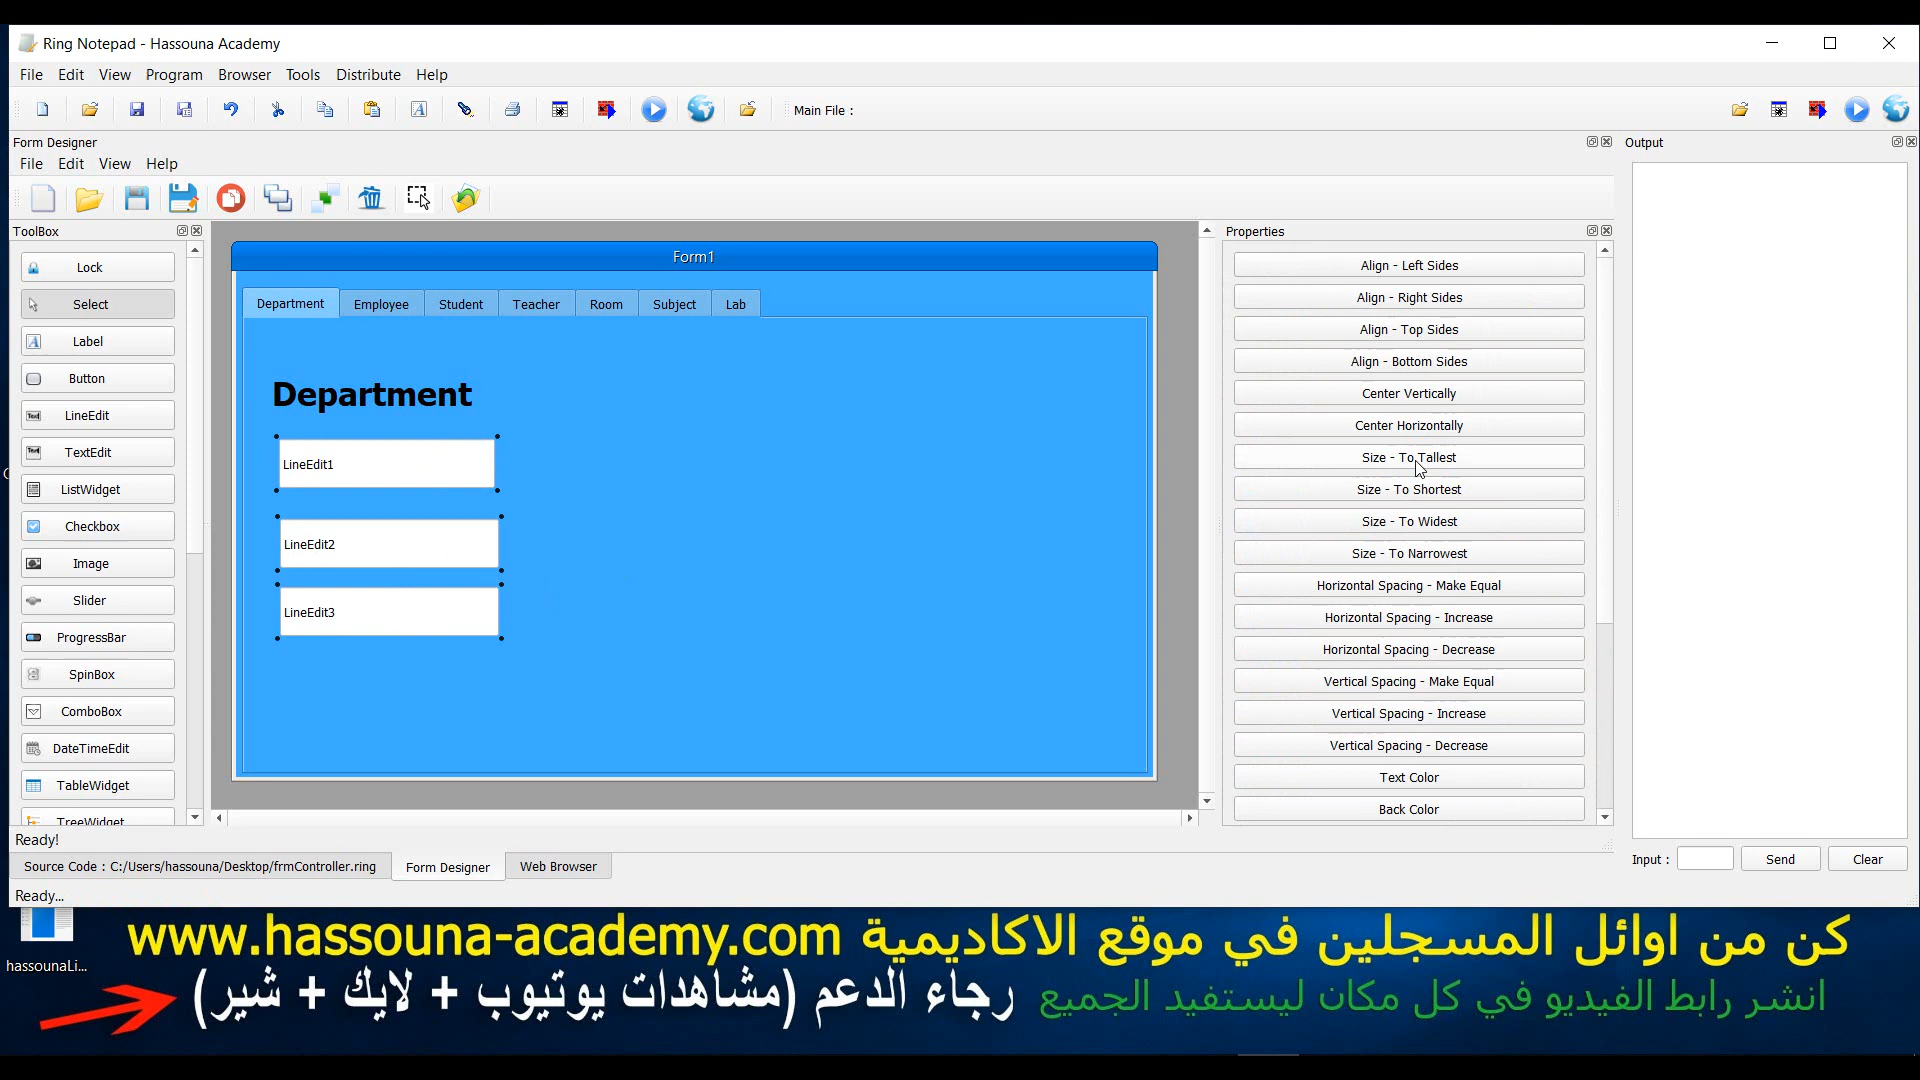 Ring Notepad - Hassouna Academy
File Edit View Program Browser Tools Distribute Help
Main File :
Form Designer
Output
File Edit View Help
ToolBox
Properties
Lock
Select
Label
Button
LineEdit
TextEdit
ListWidget
Checkbox
Image
Slider
ProgressBar
SpinBox
ComboBox
DateTimeEdit
TableWidget
TreeWidget
Form1
Department Employee Student Teacher Room Subject Lab
Department
LineEdit1
LineEdit2
LineEdit3
Align - Left Sides
Align - Right Sides
Align - Top Sides
Align - Bottom Sides
Center Vertically
Center Horizontally
Size - To Tallest
Size - To Shortest
Size - To Widest
Size - To Narrowest
Horizontal Spacing - Make Equal
Horizontal Spacing - Increase
Horizontal Spacing - Decrease
Vertical Spacing - Make Equal
Vertical Spacing - Increase
Vertical Spacing - Decrease
Text Color
Back Color
Ready!
Input : Send Clear
Source Code : C:/Users/hassouna/Desktop/frmController.ring Form Designer Web Browser
Ready...
كن من اوائل المسجلين في موقع الاكاديمية www.hassouna-academy.com
hassounaLi...
انشر رابط الفيديو في كل مكان ليستفيد الجميع رجاء الدعم (مشاهدات يوتيوب + لايك + شير)